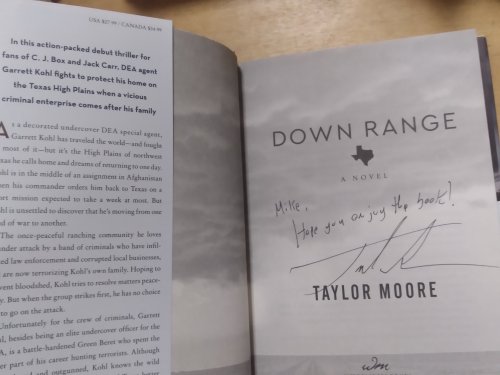 USA $27.99 / CANADA $34.99
In this action-packed debut thriller for
fans of C. J. Box and Jack Carr, DEA agent
Garrett Kohl fights to protect his home on
the Texas High Plains when a vicious
criminal enterprise comes after his family
As a decorated undercover DEA special agent,
Garrett Kohl has traveled the world—and fought
most of it—but it's the High Plains of northwest
as he calls home and dreams of returning to one day.
hl is in the middle of an assignment in Afghanistan
en his commander orders him back to Texas on a
ort mission expected to take a week at most. But
hl is unsettled to discover that he's moving from one
d of war to another.
The once-peaceful ranching community he loves
nder attack by a band of criminals who have infil-
ed law enforcement and corrupted local businesses,
are now terrorizing Kohl's own family. Hoping to
vent bloodshed, Kohl tries to resolve matters peace-
y. But when the group strikes first, he has no choice
to go on the attack.
Unfortunately for the crew of criminals, Garrett
l, besides being an elite undercover officer for the
A, is a battle-hardened Green Beret who spent the
er part of his career hunting terrorists. Although
and outgunned, Kohl knows the wild
DOWN RANGE
A NOVEL
Mike,
Hope you enjoy the book!
TAYLOR MOORE